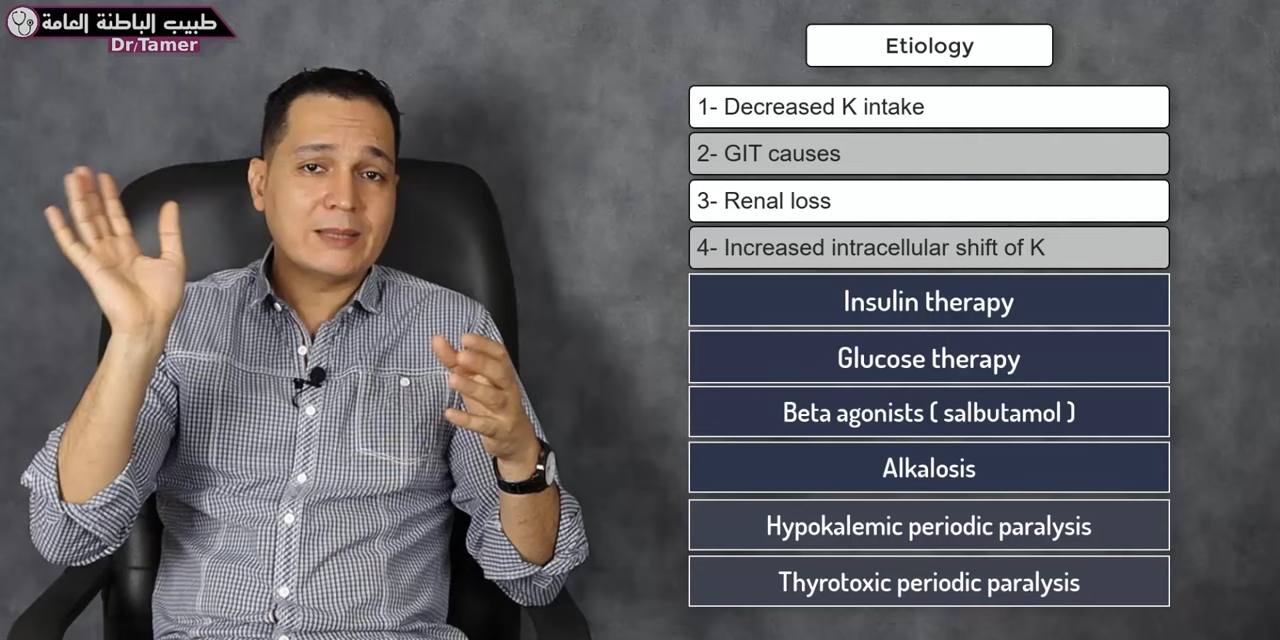 طبيب الباطنة العامة
Dr/Tamer
Etiology
1- Decreased K intake
2- GIT causes
3- Renal loss
4- Increased intracellular shift of K
Insulin therapy
Glucose therapy
Beta agonists ( salbutamol )
Alkalosis
Hypokalemic periodic paralysis
Thyrotoxic periodic paralysis